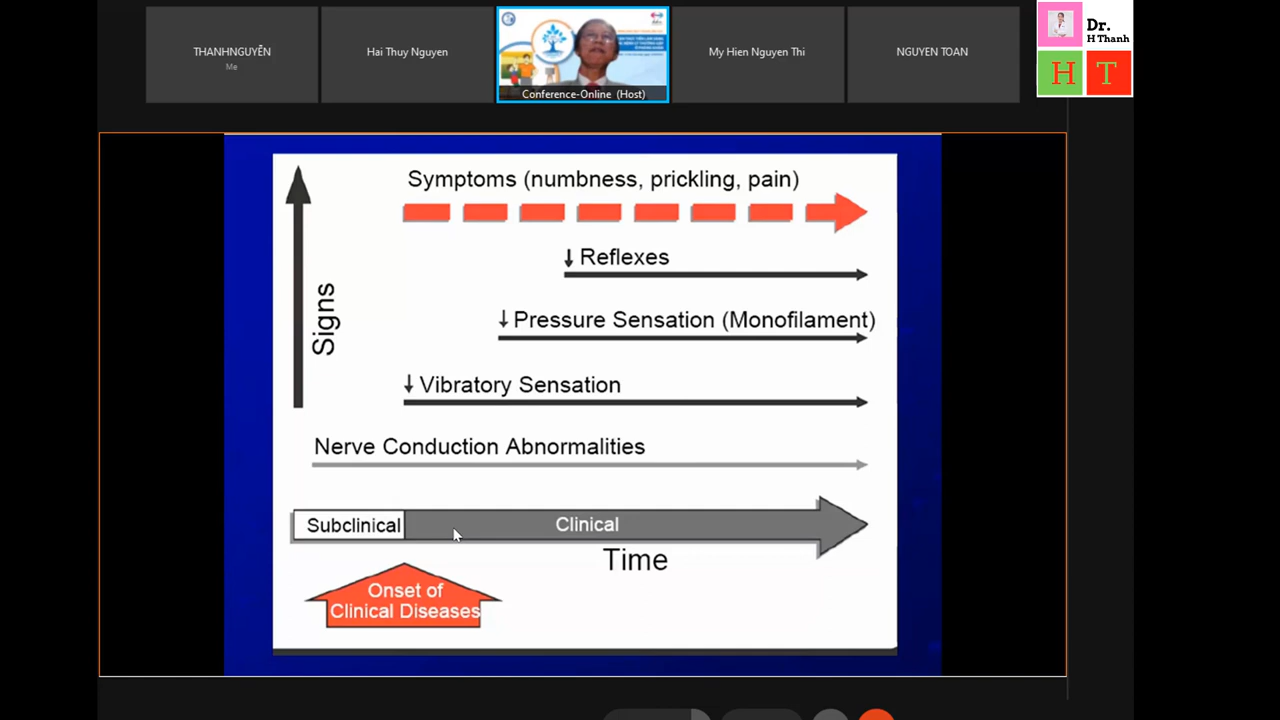 THANHNGUYỄN
Me
Hai Thuy Nguyen
Conference-Online (Host)
My Hien Nguyen Thi
NGUYEN TOAN
Dr.
H Thanh
H T
Symptoms (numbness, prickling, pain)
↓ Reflexes
↓ Pressure Sensation (Monofilament)
↓ Vibratory Sensation
Signs
Nerve Conduction Abnormalities
Subclinical
Clinical
Time
Onset of
Clinical Diseases